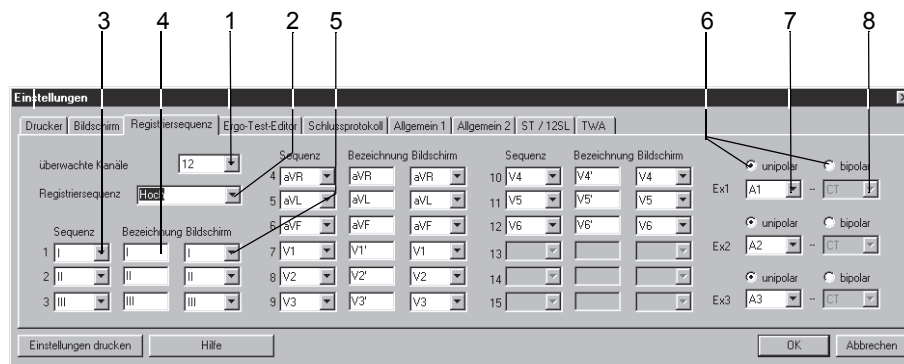 3 4 1 2 5 6 7 8
Einstellungen
Drucker Bildschirm Registriersequenz Ergo-Test-Editor Schlussprotokoll Allgemein 1 Allgemein 2 ST / 12SL TWA
überwachte Kanäle 12
Registriersequenz Hoch
Sequenz Bezeichnung Bildschirm
1 I I I
2 II II II
3 III III III
Sequenz Bezeichnung Bildschirm
4 aVR aVR aVR
5 aVL aVL aVL
6 aVF aVF aVF
7 V1 V1' V1
8 V2 V2' V2
9 V3 V3' V3
Sequenz Bezeichnung Bildschirm
10 V4 V4' V4
11 V5 V5' V5
12 V6 V6' V6
13
14
15
unipolar bipolar
Ex1 A1 -- CT
unipolar bipolar
Ex2 A2 -- CT
unipolar bipolar
Ex3 A3 -- CT
Einstellungen drucken Hilfe OK Abbrechen